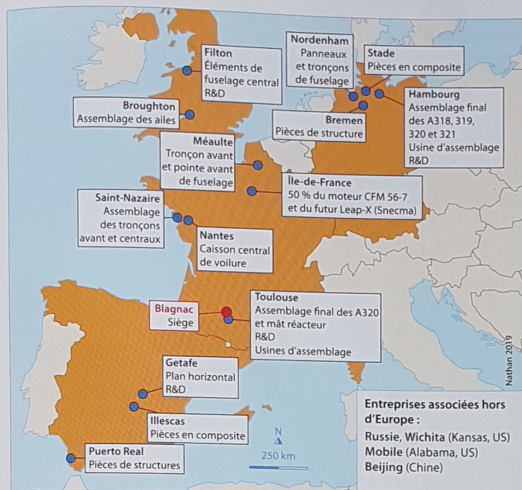 Filton
Éléments de
fuselage central
R&D
Nordenham
Panneaux
et tronçons
de fuselage
Stade
Pièces en composite
Hambourg
Assemblage final
des A318, 319,
320 et 321
Usine d'assemblage
R&D
Broughton
Assemblage des ailes
Bremen
Pièces de structure
Méaulte
Tronçon avant
et pointe avant
de fuselage
Île-de-France
50 % du moteur CFM 56-7
et du futur Leap-X (Snecma)
Saint-Nazaire
Assemblage
des tronçons
avant et centraux
Nantes
Caisson central
de voilure
Blagnac
Siège
Toulouse
Assemblage final des A320
et mât réacteur
R&D
Usines d'assemblage
Getafe
Plan horizontal
R&D
Illescas
Pièces en composite
Puerto Real
Pièces de structures
N
250 km
Entreprises associées hors
d'Europe :
Russie, Wichita (Kansas, US)
Mobile (Alabama, US)
Beijing (Chine)
Nathan 2019